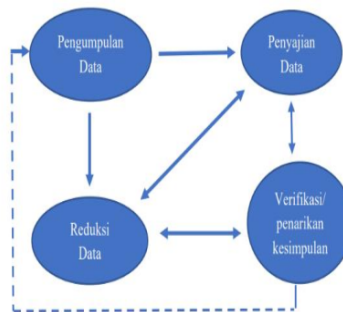 Pengumpulan
Data
Penyajian
Data
Reduksi
Data
Verifikasi/
penarikan
kesimpulan